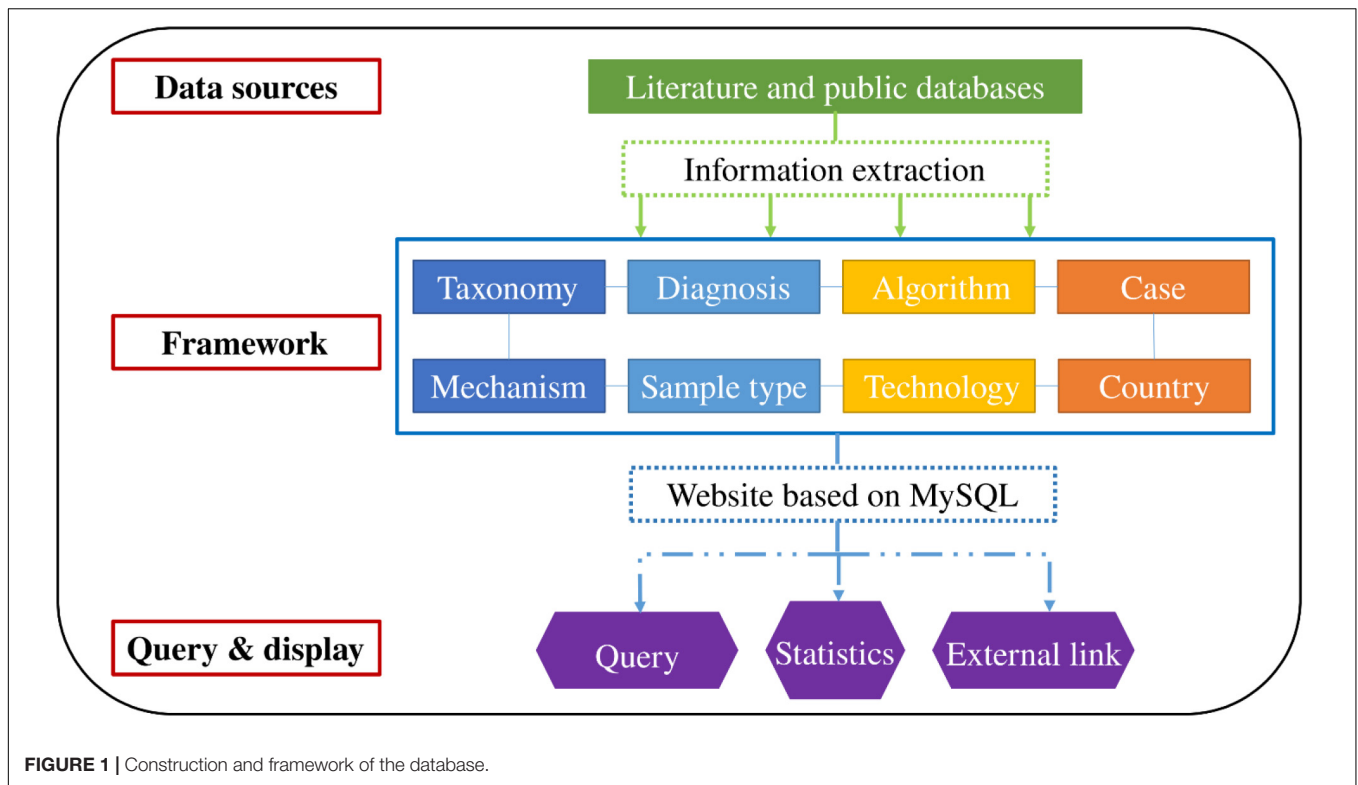 Data sources
Literature and public databases
Information extraction
Framework
Taxonomy
Diagnosis
Algorithm
Case
Mechanism
Sample type
Technology
Country
Website based on MySQL
Query & display
Query
Statistics
External link
FIGURE 1 | Construction and framework of the database.